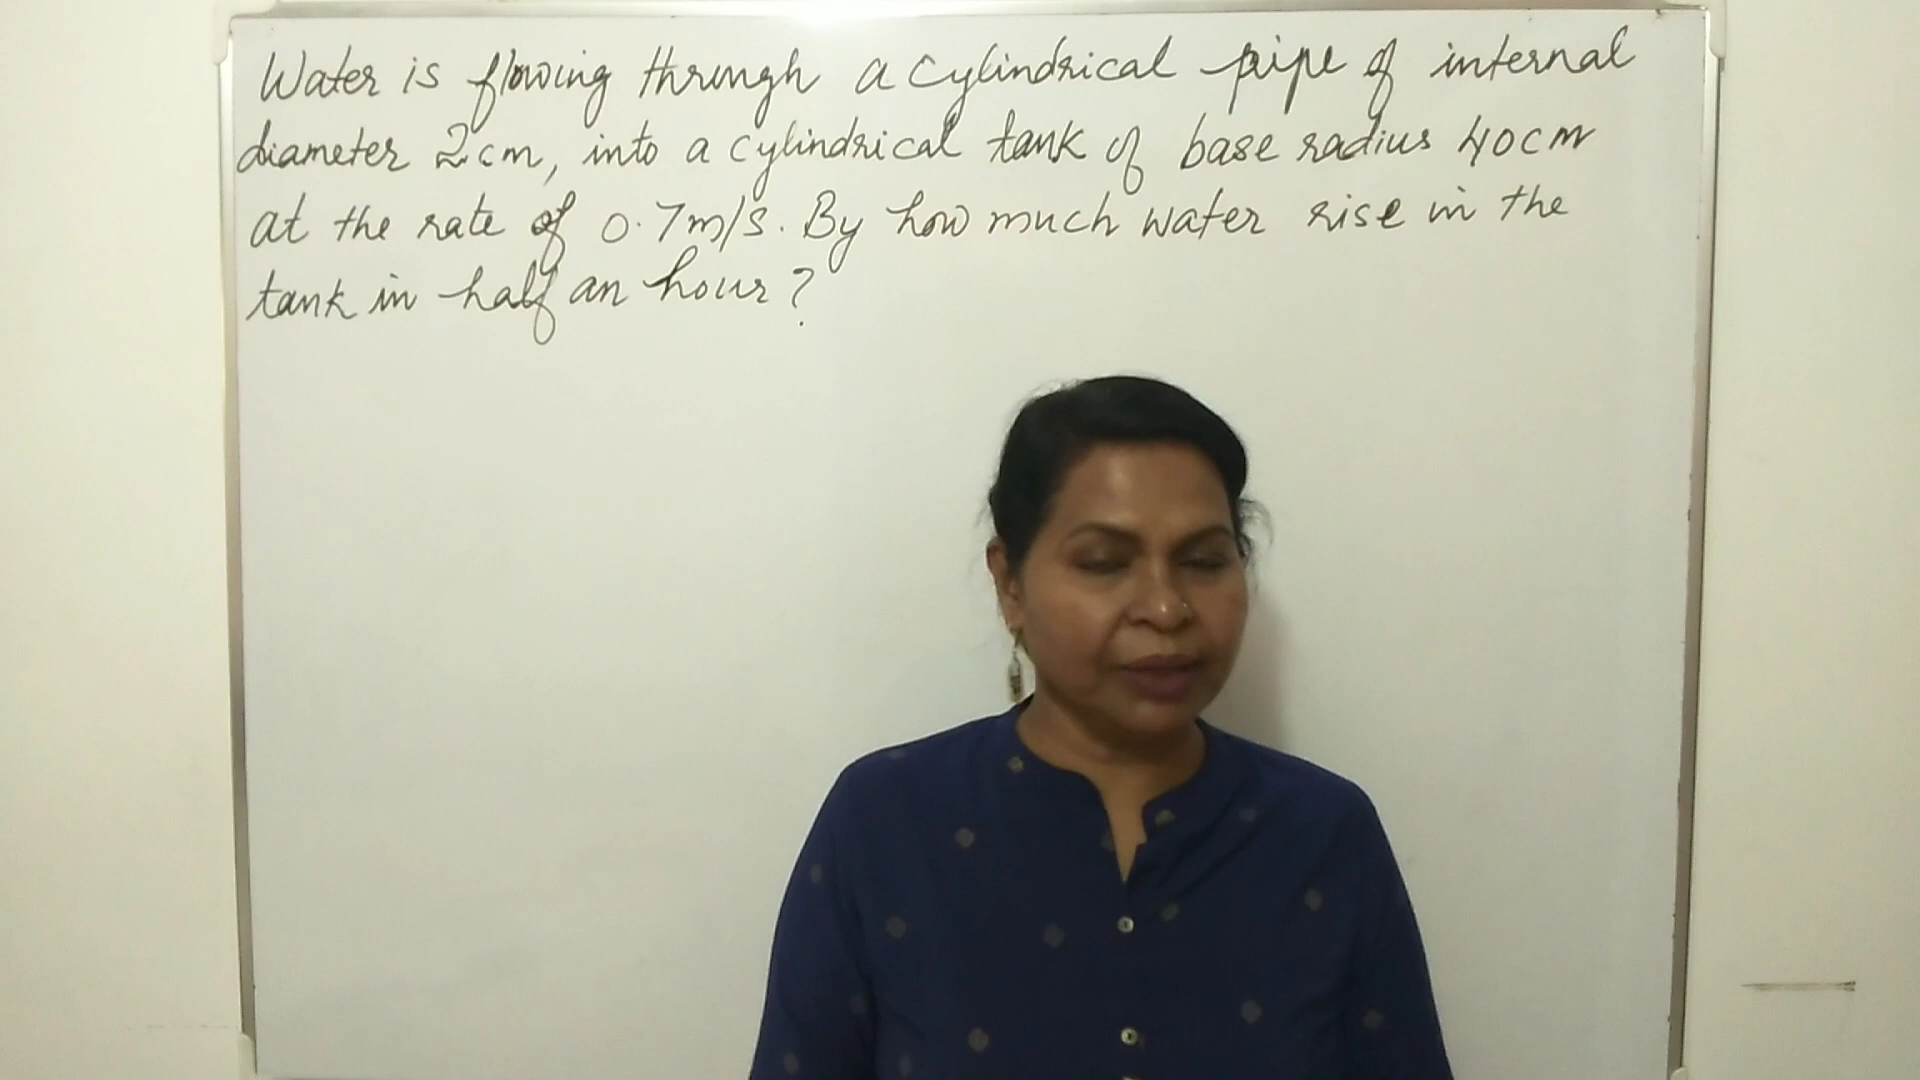 Water is flowing through a cylindrical pipe of internal
diameter 2cm, into a cylindrical tank of base radius 40cm
at the rate of 0.7m/s. By how much water rise in the
tank in half an hour?